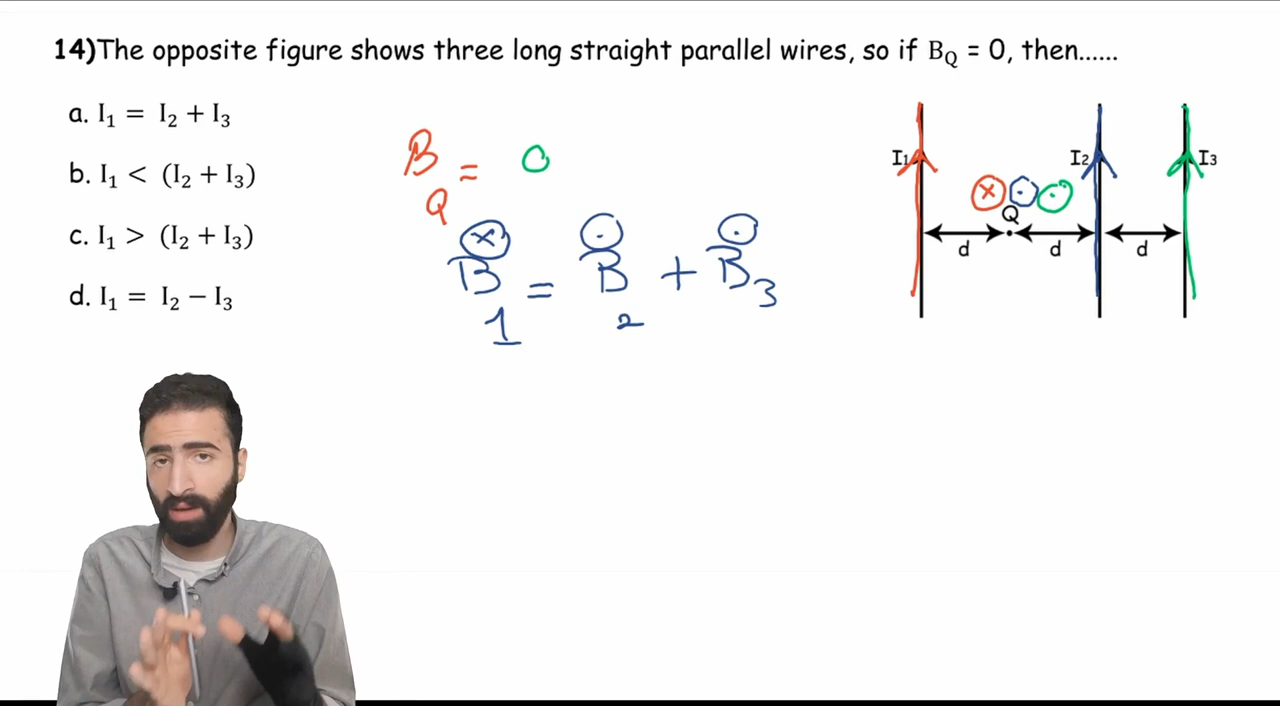 14)The opposite figure shows three long straight parallel wires, so if B_Q = 0, then......
a. I₁ = I₂ + I₃
b. I₁ < (I₂ + I₃)
c. I₁ > (I₂ + I₃)
d. I₁ = I₂ − I₃
B_Q = 0
B₁ = B₂ + B₃
I₁ I₂ I₃
Q
d d d